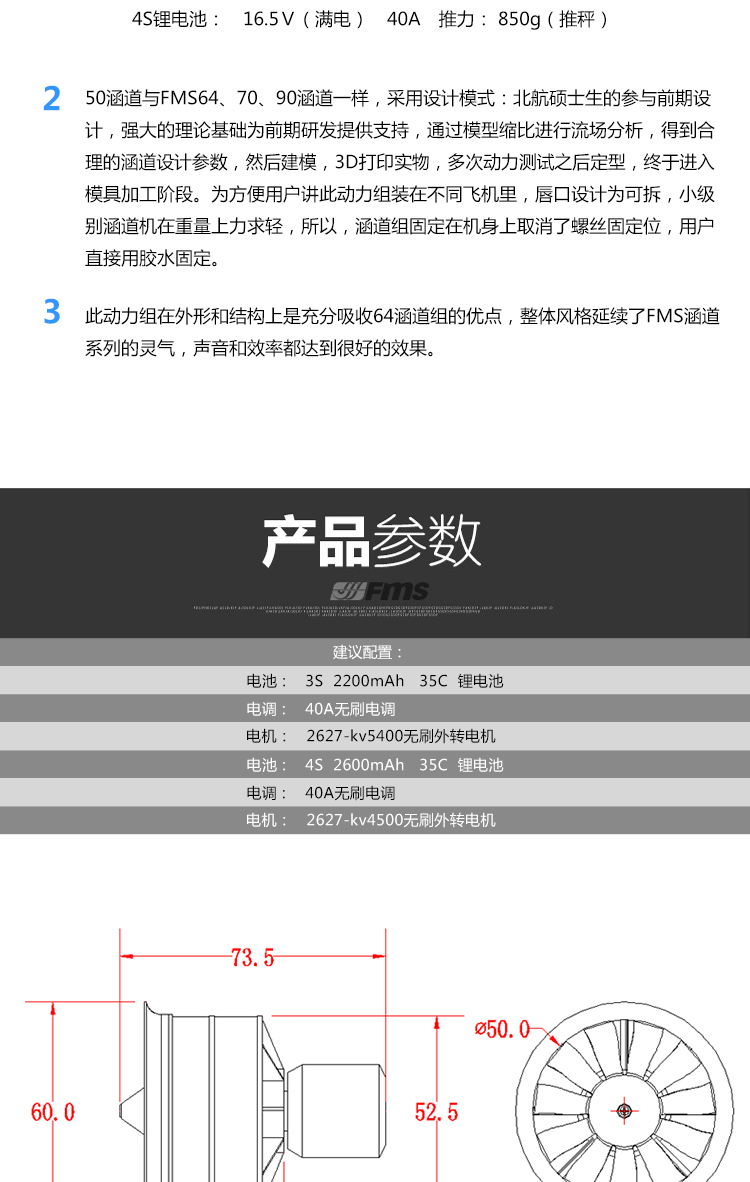 4S锂电池： 16.5V（满电） 40A 推力：850g（推秤）
2 50涵道与FMS64、70、90涵道一样，采用设计模式：北航硕士生的参与前期设
计，强大的理论基础为前期研发提供支持，通过模型缩比进行流场分析，得到合
理的涵道设计参数，然后建模，3D打印实物，多次动力测试之后定型，终于进入
模具加工阶段。为方便用户讲此动力组装在不同飞机里，唇口设计为可拆，小级
别涵道机在重量上力求轻，所以，涵道组固定在机身上取消了螺丝固定位，用户
直接用胶水固定。
3 此动力组在外形和结构上是充分吸收64涵道组的优点，整体风格延续了FMS涵道
系列的灵气，声音和效率都达到很好的效果。
产品参数
Fms
建议配置：
电池： 3S 2200mAh 35C 锂电池
电调： 40A无刷电调
电机： 2627-kv5400无刷外转电机
电池： 4S 2600mAh 35C 锂电池
电调： 40A无刷电调
电机： 2627-kv4500无刷外转电机
73.5
⌀50.0
60.0
52.5